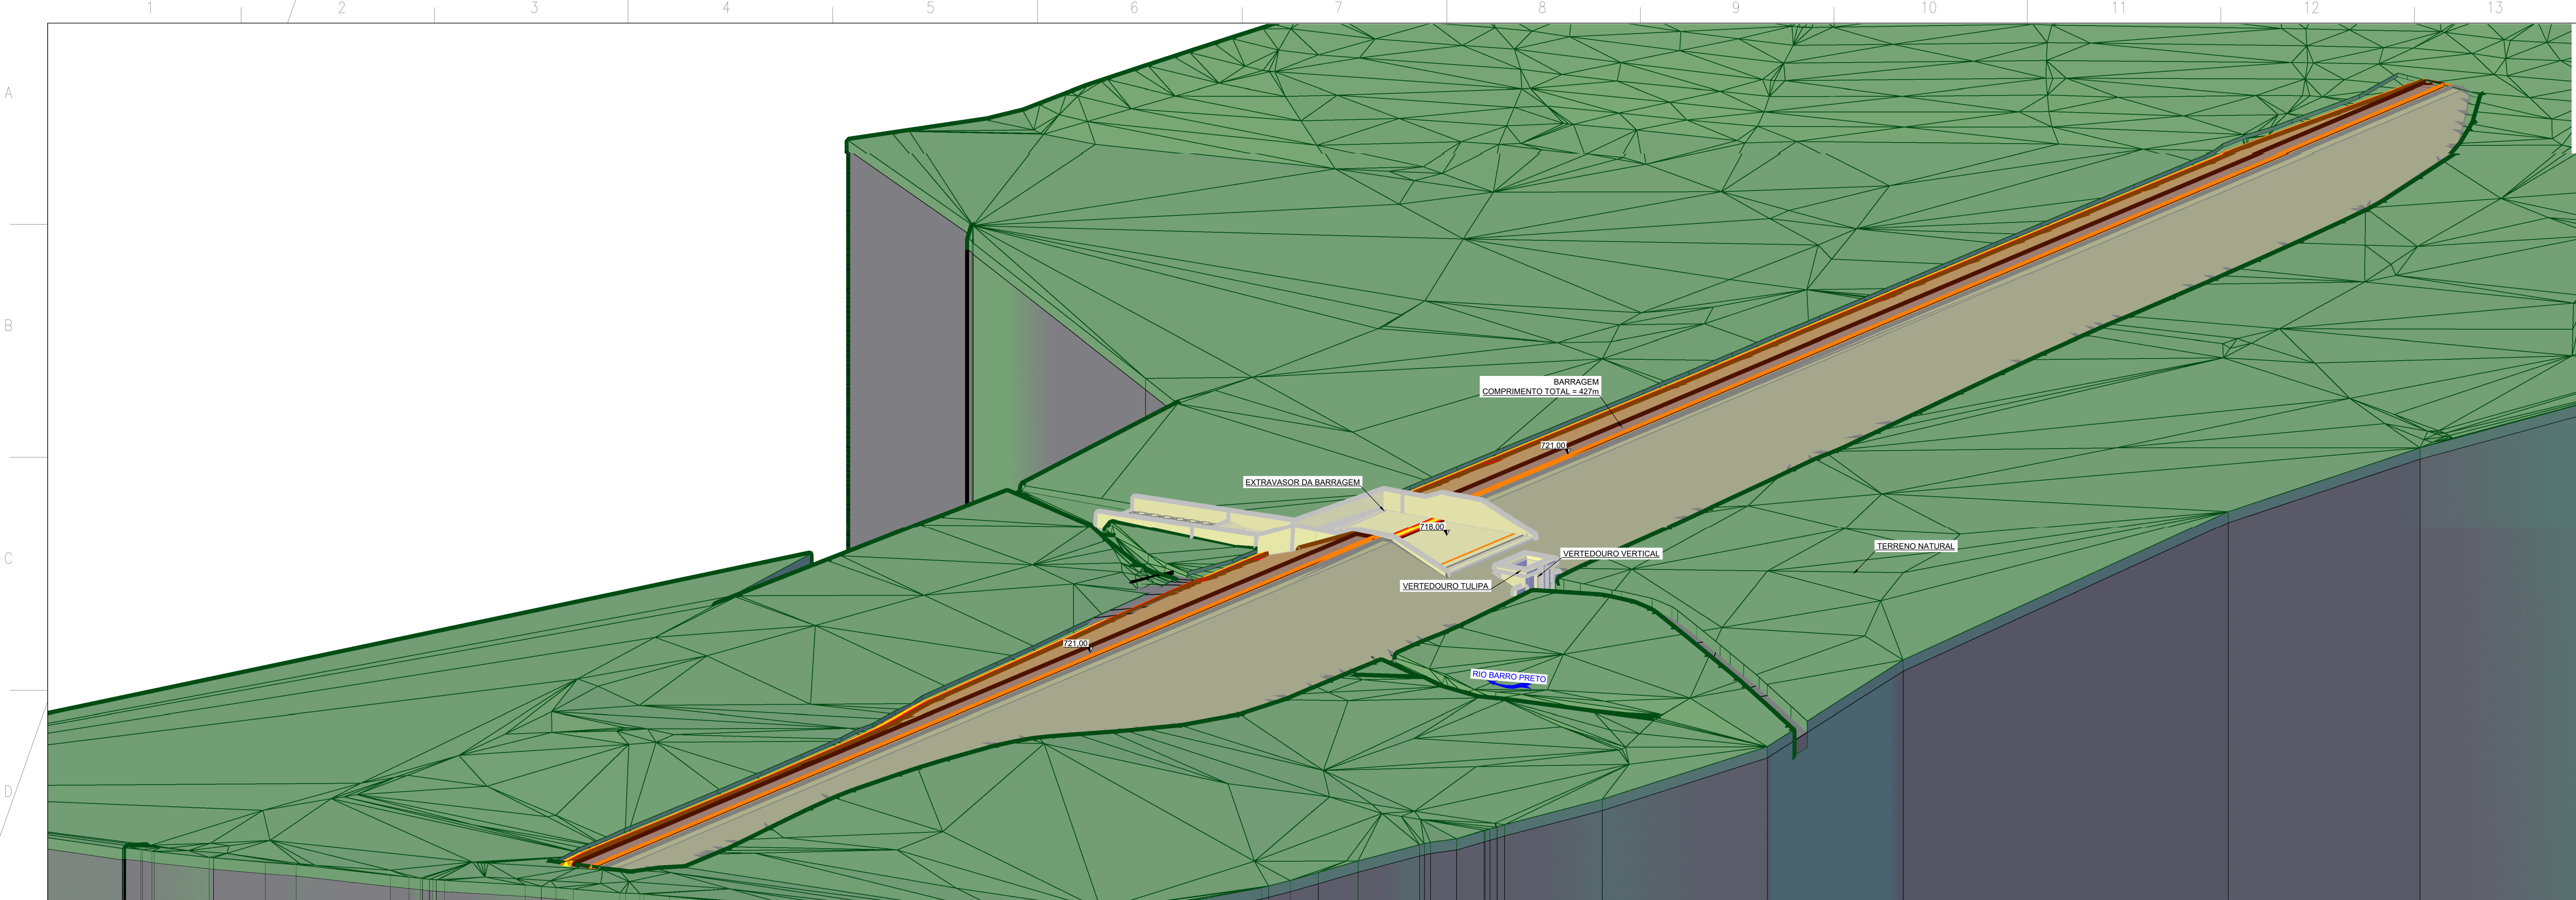 1 2 3 4 5 6 7 8 9 10 11 12 13
A
B
BARRAGEM
COMPRIMENTO TOTAL = 427m
721,00
EXTRAVASOR DA BARRAGEM
718,00
C
VERTEDOURO VERTICAL
TERRENO NATURAL
VERTEDOURO TULIPA
721,00
RIO BARRO PRETO
D